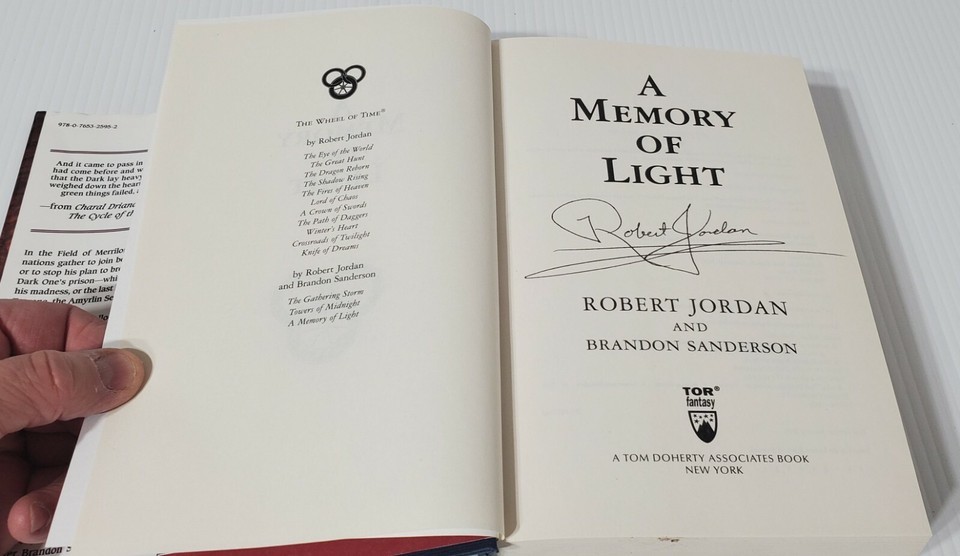 978-0-7653-2595-2
And it came to pass in
had come before and w
that the Dark lay heavy
weighed down the hear
green things failed,
—from Charal Drianc
The Cycle of th
In the Field of Merrilo
nations gather to join b
or to stop his plan to br
Dark One's prison—whi
his madness, or the last
the Amyrlin Se
er Brandon S
THE WHEEL OF TIME®
by Robert Jordan
The Eye of the World
The Great Hunt
The Dragon Reborn
The Shadow Rising
The Fires of Heaven
Lord of Chaos
A Crown of Swords
The Path of Daggers
Winter's Heart
Crossroads of Twilight
Knife of Dreams
by Robert Jordan
and Brandon Sanderson
The Gathering Storm
Towers of Midnight
A Memory of Light
A
MEMORY
OF
LIGHT
Robert Jordan
ROBERT JORDAN
AND
BRANDON SANDERSON
TOR®
fantasy
A TOM DOHERTY ASSOCIATES BOOK
NEW YORK